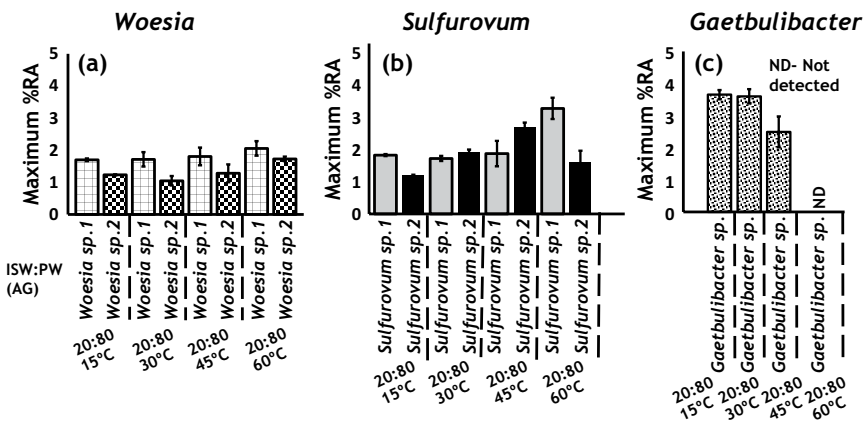 Woesia
(a)
Maximum %RA
5
4
3
2
1
0
Woesia sp.1
Woesia sp.2
Woesia sp.1
Woesia sp.2
Woesia sp.1
Woesia sp.2
Woesia sp.1
Woesia sp.2
ISW:PW
(AG)
20:80
15°C
20:80
30°C
20:80
45°C
20:80
60°C
Sulfurovum
(b)
Maximum %RA
5
4
3
2
1
0
Sulfurovum sp.1
Sulfurovum sp.2
Sulfurovum sp.1
Sulfurovum sp.2
Sulfurovum sp.1
Sulfurovum sp.2
Sulfurovum sp.1
Sulfurovum sp.2
20:80
15°C
20:80
30°C
20:80
45°C
20:80
60°C
Gaetbulibacter
(c)
ND- Not
detected
Maximum %RA
5
4
3
2
1
0
ND
Gaetbulibacter sp.
Gaetbulibacter sp.
Gaetbulibacter sp.
Gaetbulibacter sp.
20:80
15°C
20:80
30°C
20:80
45°C
20:80
60°C